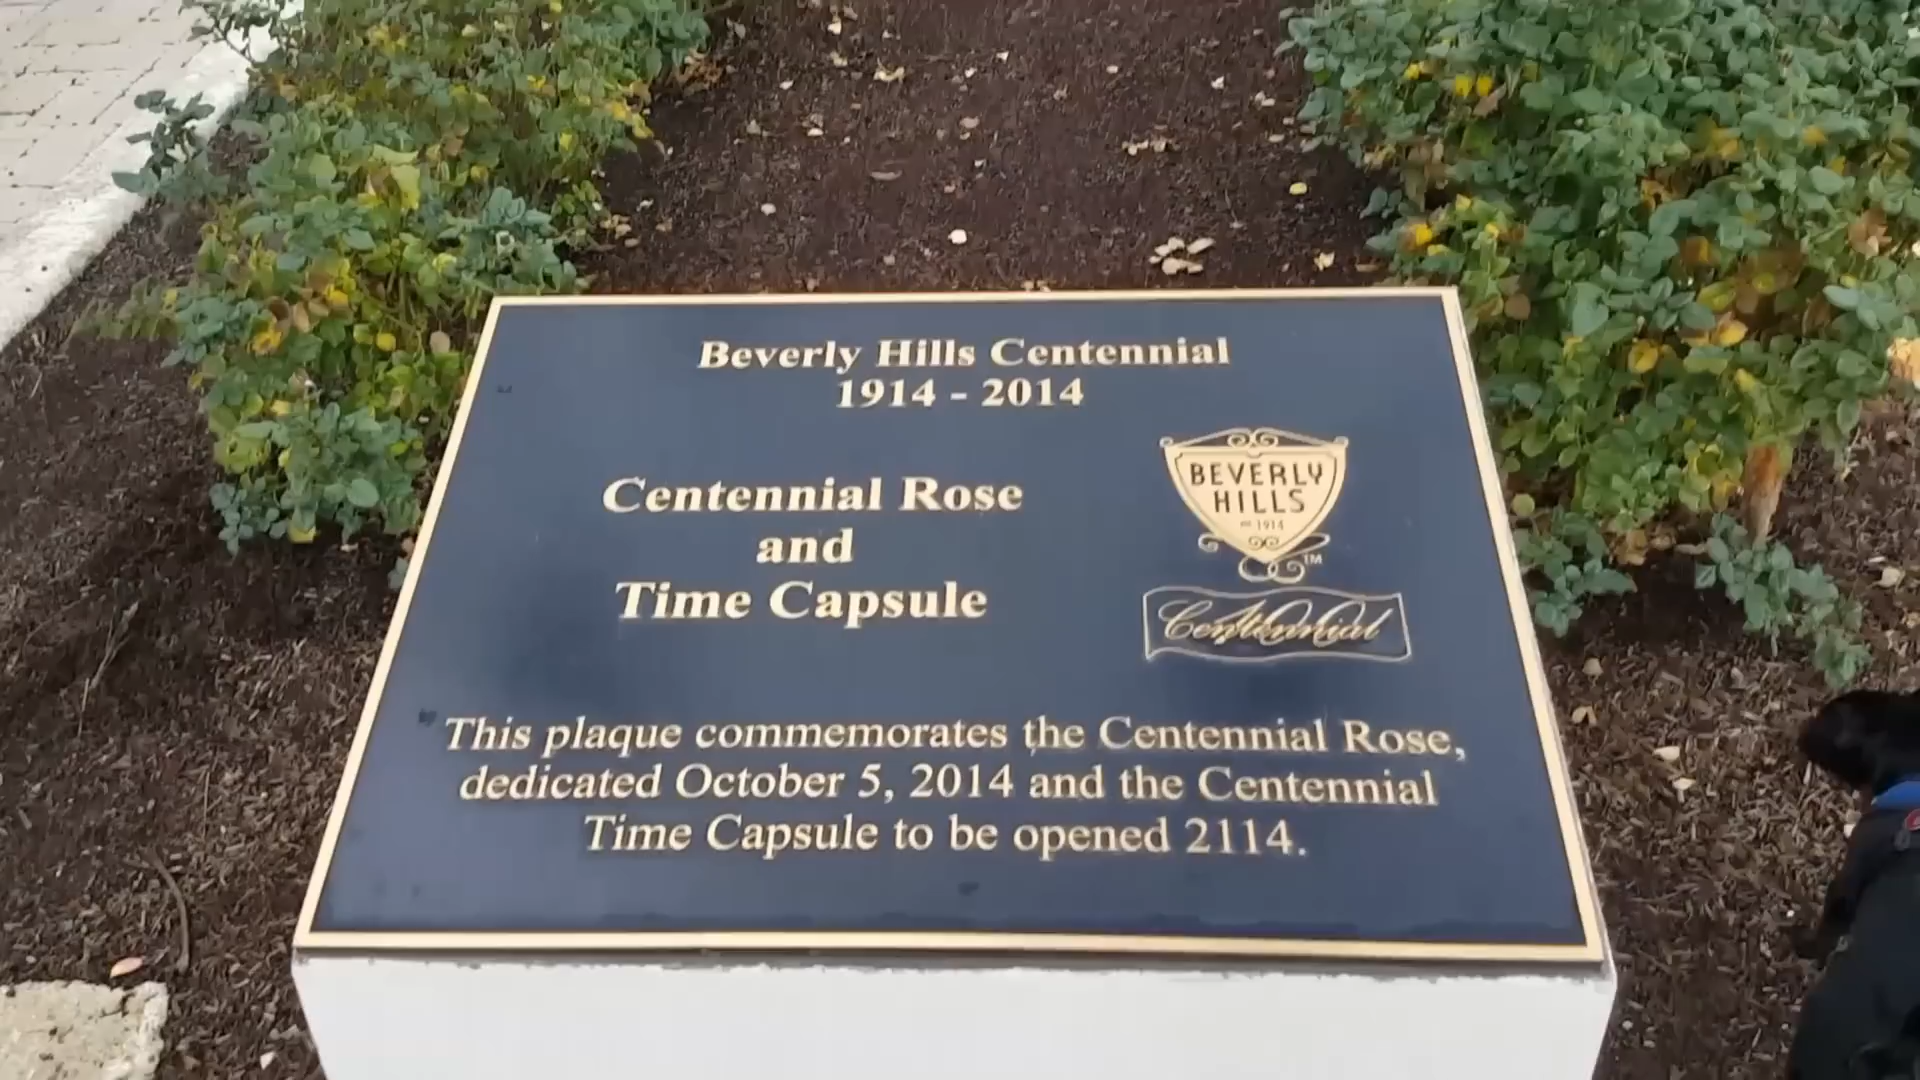 Beverly Hills Centennial
1914 - 2014
Centennial Rose
and
Time Capsule
BEVERLY
HILLS
1914
TM
Centennial
This plaque commemorates the Centennial Rose,
dedicated October 5, 2014 and the Centennial
Time Capsule to be opened 2114.